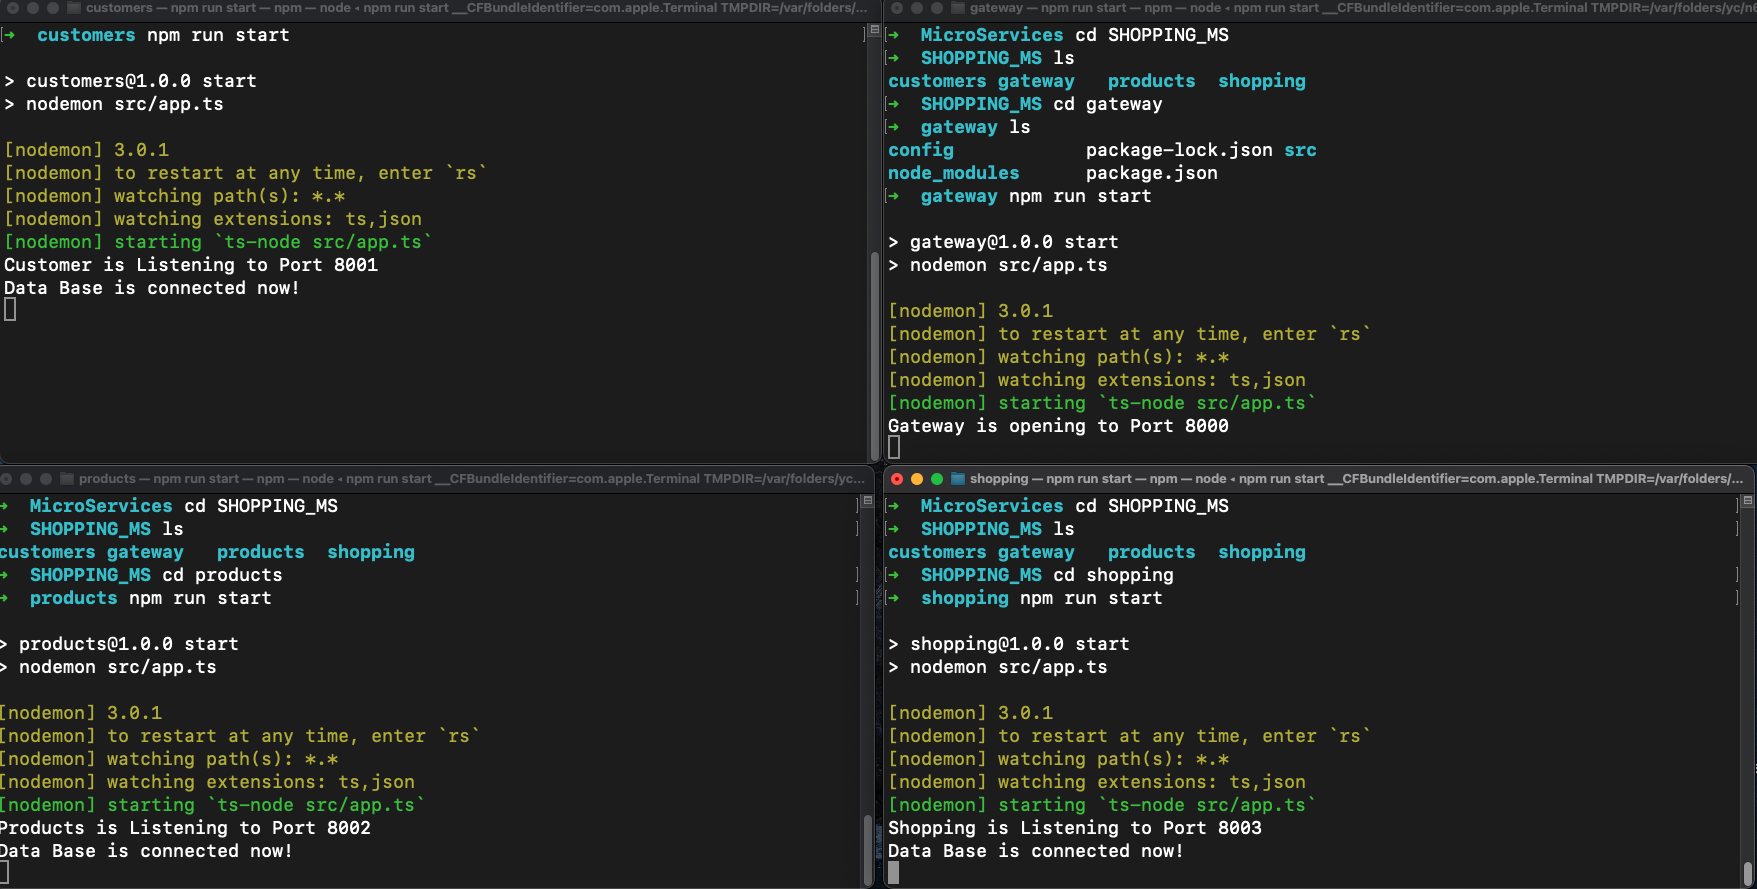 customers — npm run start — npm — node ◂ npm run start __CFBundleIdentifier=com.apple.Terminal TMPDIR=/var/folders/...
[➜  customers npm run start ]

> customers@1.0.0 start
> nodemon src/app.ts

[nodemon] 3.0.1
[nodemon] to restart at any time, enter `rs`
[nodemon] watching path(s): *.*
[nodemon] watching extensions: ts,json
[nodemon] starting `ts-node src/app.ts`
Customer is Listening to Port 8001
Data Base is connected now!
gateway — npm run start — npm — node ◂ npm run start __CFBundleIdentifier=com.apple.Terminal TMPDIR=/var/folders/yc/n6
[➜  MicroServices cd SHOPPING_MS
[➜  SHOPPING_MS ls
customers gateway   products  shopping
[➜  SHOPPING_MS cd gateway
[➜  gateway ls
config            package-lock.json src
node_modules      package.json
[➜  gateway npm run start

> gateway@1.0.0 start
> nodemon src/app.ts

[nodemon] 3.0.1
[nodemon] to restart at any time, enter `rs`
[nodemon] watching path(s): *.*
[nodemon] watching extensions: ts,json
[nodemon] starting `ts-node src/app.ts`
Gateway is opening to Port 8000
products — npm run start — npm — node ◂ npm run start __CFBundleIdentifier=com.apple.Terminal TMPDIR=/var/folders/yc...
➜  MicroServices cd SHOPPING_MS ]
➜  SHOPPING_MS ls ]
customers gateway   products  shopping
➜  SHOPPING_MS cd products ]
➜  products npm run start ]

> products@1.0.0 start
> nodemon src/app.ts

[nodemon] 3.0.1
[nodemon] to restart at any time, enter `rs`
[nodemon] watching path(s): *.*
[nodemon] watching extensions: ts,json
[nodemon] starting `ts-node src/app.ts`
Products is Listening to Port 8002
Data Base is connected now!
shopping — npm run start — npm — node ◂ npm run start __CFBundleIdentifier=com.apple.Terminal TMPDIR=/var/folders/...
[➜  MicroServices cd SHOPPING_MS ]
[➜  SHOPPING_MS ls ]
customers gateway   products  shopping
[➜  SHOPPING_MS cd shopping ]
[➜  shopping npm run start ]

> shopping@1.0.0 start
> nodemon src/app.ts

[nodemon] 3.0.1
[nodemon] to restart at any time, enter `rs`
[nodemon] watching path(s): *.*
[nodemon] watching extensions: ts,json
[nodemon] starting `ts-node src/app.ts`
Shopping is Listening to Port 8003
Data Base is connected now!